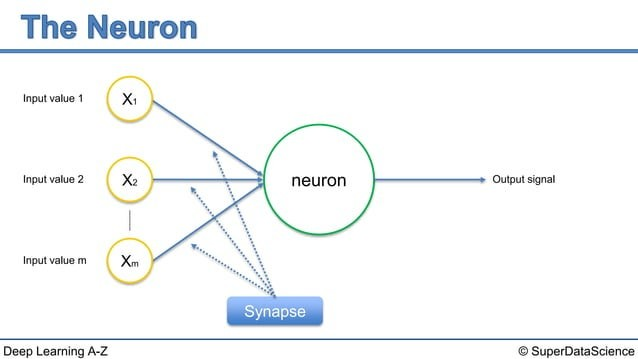 The Neuron
Input value 1
X1
Input value 2
X2
neuron
Output signal
Input value m
Xm
Synapse
Deep Learning A-Z
© SuperDataScience